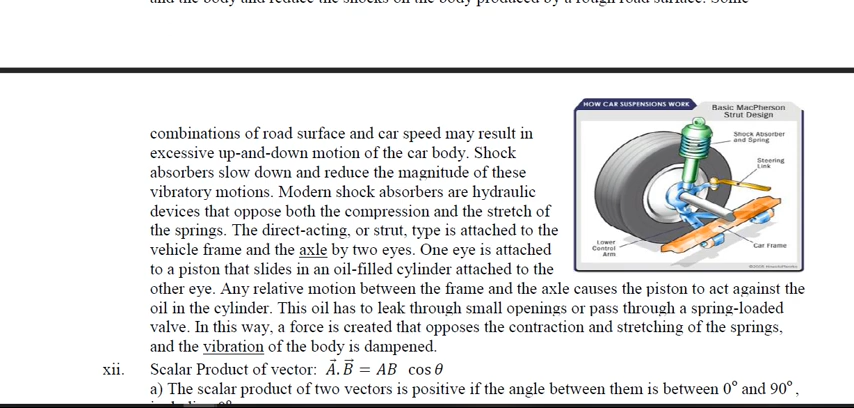 HOW CAR SUSPENSIONS WORK
Basic MacPherson
Strut Design
Shock Absorber
and Spring
Steering
Link
Lower
Control
Arm
Car Frame
combinations of road surface and car speed may result in
excessive up-and-down motion of the car body. Shock
absorbers slow down and reduce the magnitude of these
vibratory motions. Modern shock absorbers are hydraulic
devices that oppose both the compression and the stretch of
the springs. The direct-acting, or strut, type is attached to the
vehicle frame and the axle by two eyes. One eye is attached
to a piston that slides in an oil-filled cylinder attached to the
other eye. Any relative motion between the frame and the axle causes the piston to act against the
oil in the cylinder. This oil has to leak through small openings or pass through a spring-loaded
valve. In this way, a force is created that opposes the contraction and stretching of the springs,
and the vibration of the body is dampened.
xii. Scalar Product of vector: A⃗.B⃗ = AB cos θ
a) The scalar product of two vectors is positive if the angle between them is between 0° and 90°,